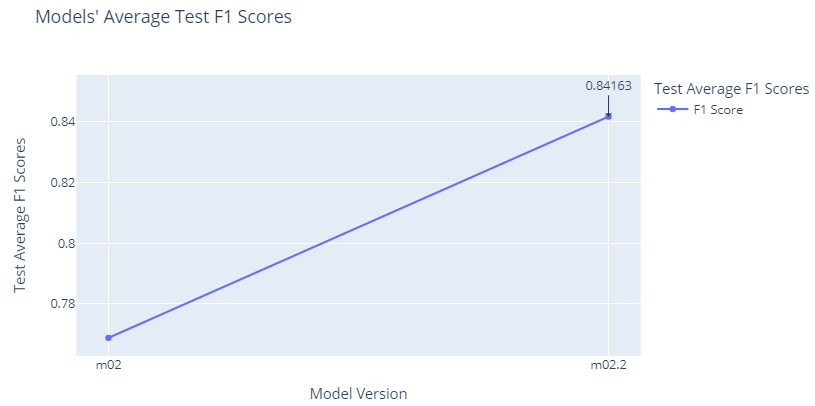 Models' Average Test F1 Scores
0.84163
Test Average F1 Scores
F1 Score
0.84
0.82
0.8
0.78
Test Average F1 Scores
m02
m02.2
Model Version